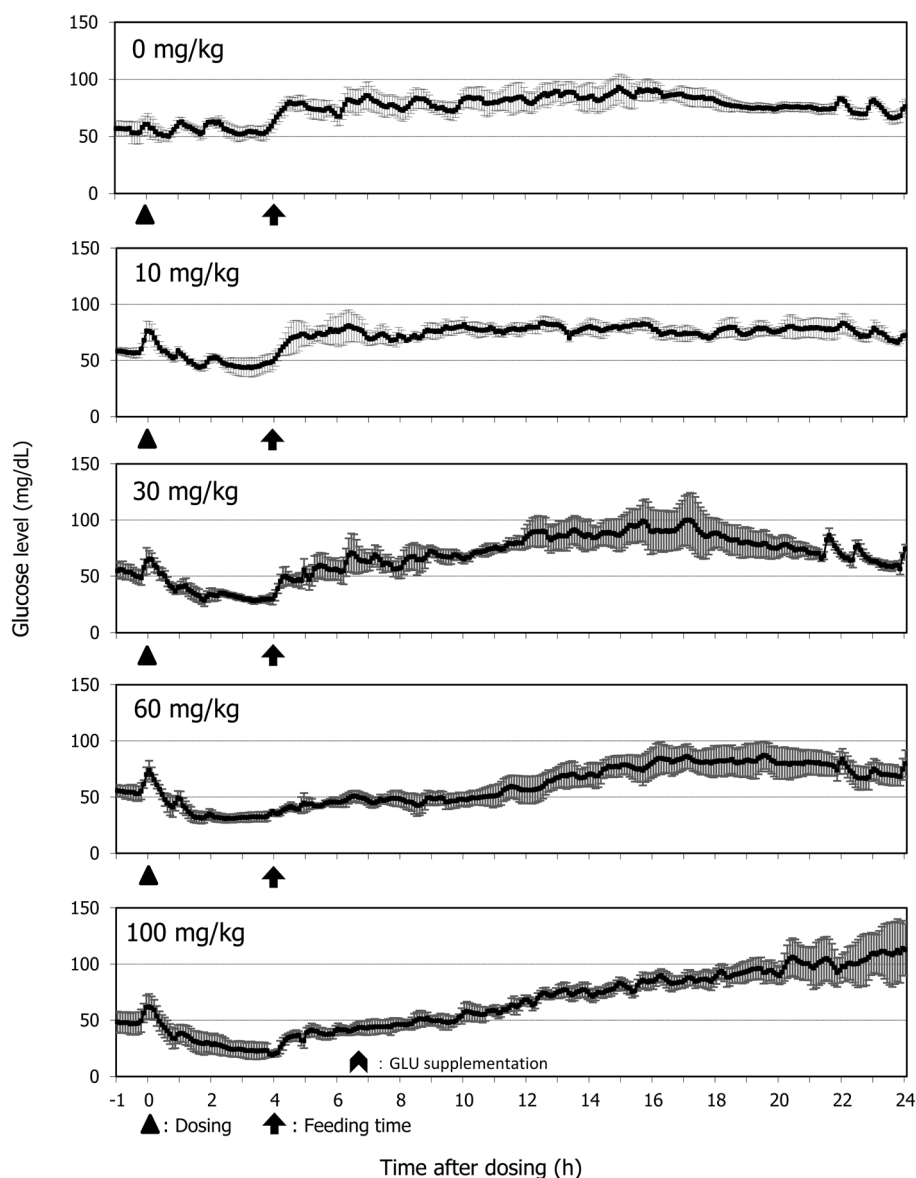 150
0 mg/kg
100
50
0
150
10 mg/kg
100
50
0
Glucose level (mg/dL)
150
30 mg/kg
100
50
0
150
60 mg/kg
100
50
0
150
100 mg/kg
100
50
: GLU supplementation
0
-1 0 2 4 6 8 10 12 14 16 18 20 22 24
: Dosing : Feeding time
Time after dosing (h)